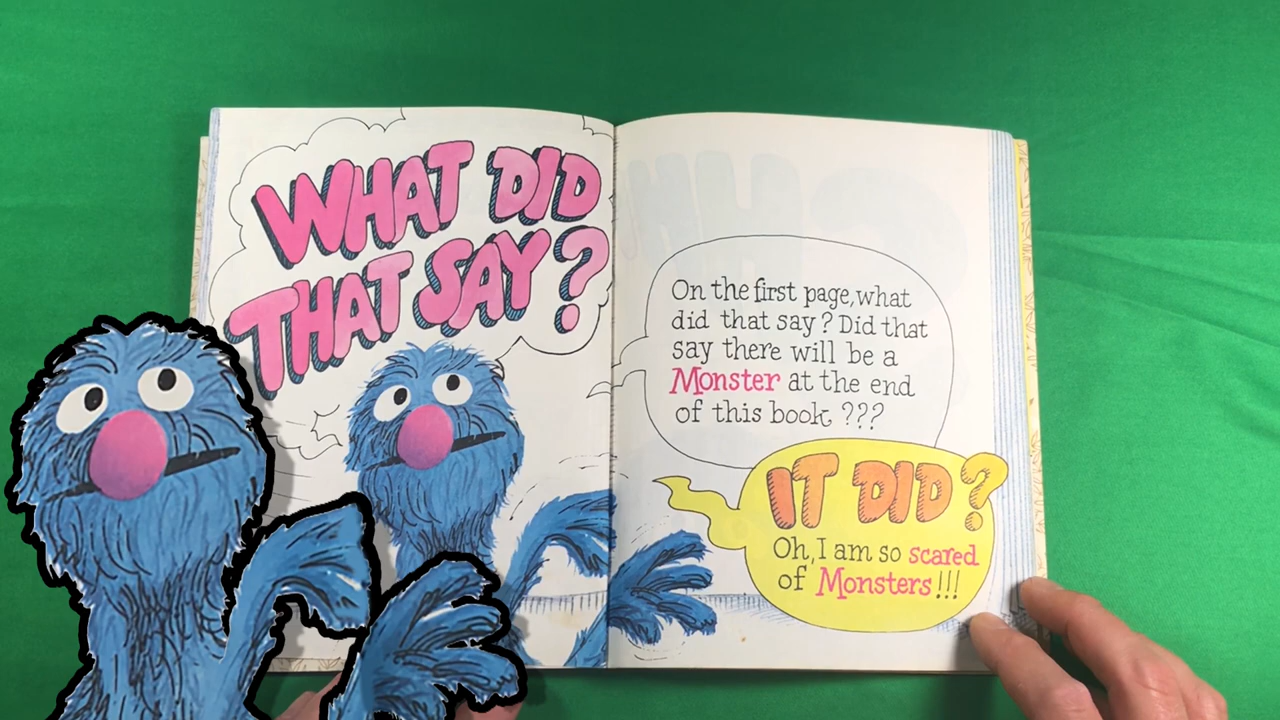 WHAT DID
THAT SAY?
On the first page, what
did that say? Did that
say there will be a
Monster at the end
of this book ???
IT DID?
Oh, I am so scared
of Monsters!!!